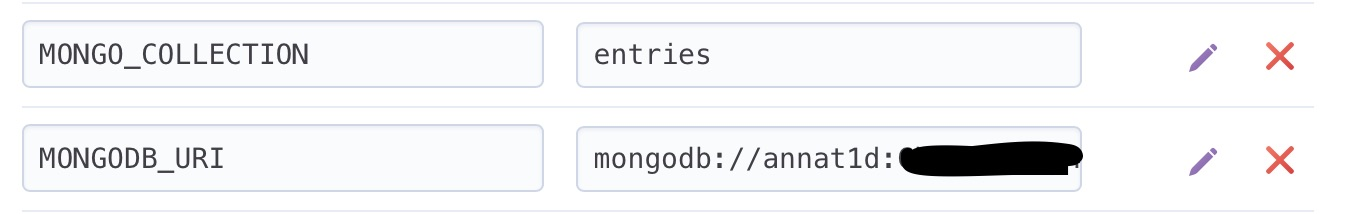 MONGO_COLLECTION entries
MONGODB_URI mongodb://annat1d: